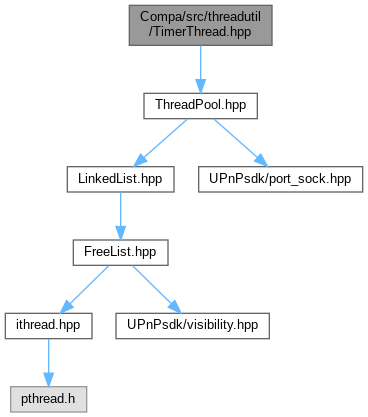 Compa/src/threadutil
/TimerThread.hpp
ThreadPool.hpp
LinkedList.hpp
UPnPsdk/port_sock.hpp
FreeList.hpp
ithread.hpp
UPnPsdk/visibility.hpp
pthread.h